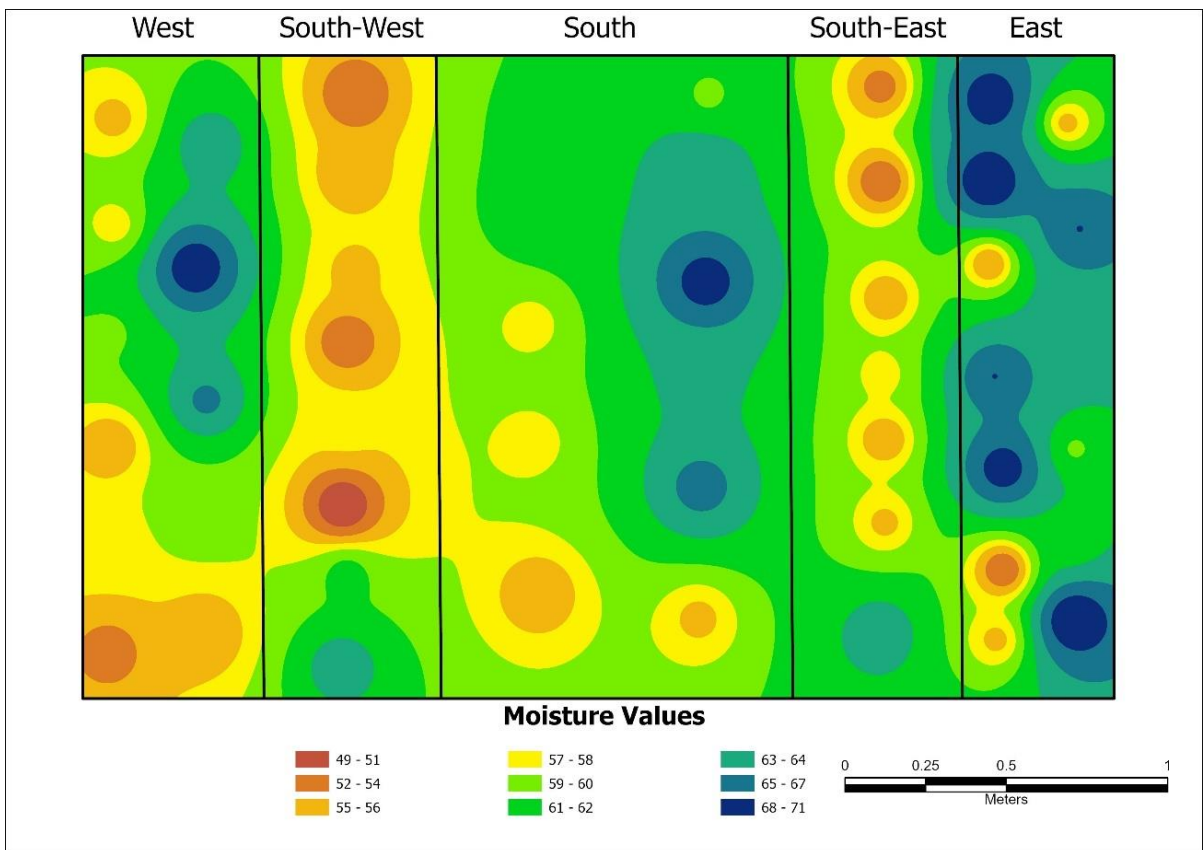 West South-West South South-East East
Moisture Values
49 - 51 57 - 58 63 - 64
52 - 54 59 - 60 65 - 67
55 - 56 61 - 62 68 - 71
0 0.25 0.5 1
Meters